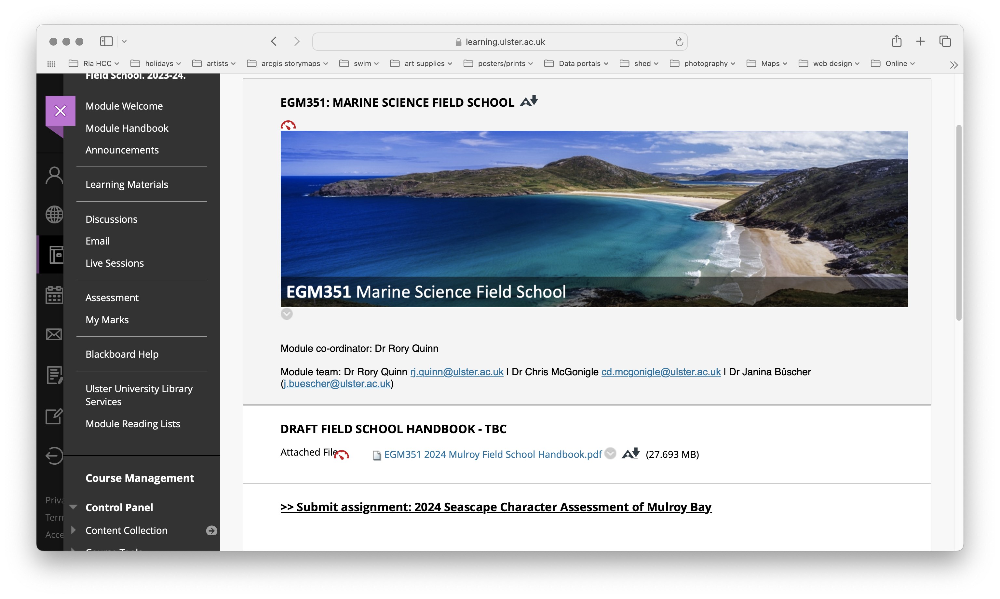 learning.ulster.ac.uk
Ria HCC holidays artists arcgis storymaps swim art supplies posters/prints Data portals shed photography Maps web design Online
Field School. 2023-24.
Module Welcome
Module Handbook
Announcements
Learning Materials
Discussions
Email
Live Sessions
Assessment
My Marks
Blackboard Help
Ulster University Library
Services
Module Reading Lists
Course Management
Control Panel
Content Collection
Course Tools
Priva
Term
Acce
EGM351: MARINE SCIENCE FIELD SCHOOL
EGM351 Marine Science Field School
Module co-ordinator: Dr Rory Quinn
Module team: Dr Rory Quinn rj.quinn@ulster.ac.uk | Dr Chris McGonigle cd.mcgonigle@ulster.ac.uk | Dr Janina Büscher
(j.buescher@ulster.ac.uk)
DRAFT FIELD SCHOOL HANDBOOK - TBC
Attached File EGM351 2024 Mulroy Field School Handbook.pdf (27.693 MB)
>> Submit assignment: 2024 Seascape Character Assessment of Mulroy Bay